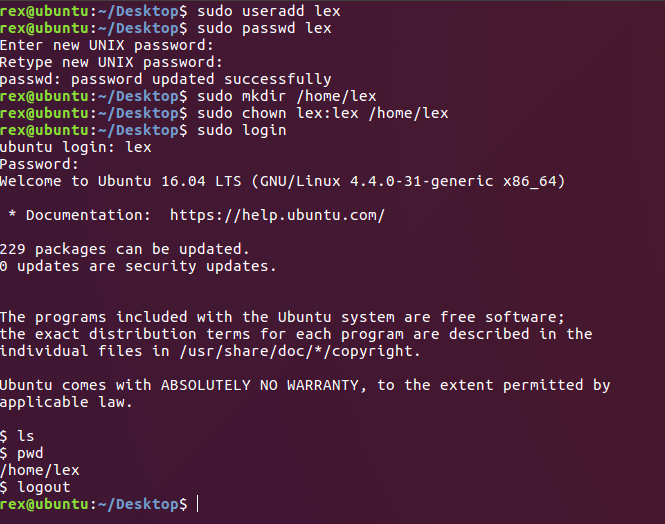 rex@ubuntu:~/Desktop$ sudo useradd lex
rex@ubuntu:~/Desktop$ sudo passwd lex
Enter new UNIX password:
Retype new UNIX password:
passwd: password updated successfully
rex@ubuntu:~/Desktop$ sudo mkdir /home/lex
rex@ubuntu:~/Desktop$ sudo chown lex:lex /home/lex
rex@ubuntu:~/Desktop$ sudo login
ubuntu login: lex
Password:
Welcome to Ubuntu 16.04 LTS (GNU/Linux 4.4.0-31-generic x86_64)
* Documentation:  https://help.ubuntu.com/
229 packages can be updated.
0 updates are security updates.
The programs included with the Ubuntu system are free software;
the exact distribution terms for each program are described in the
individual files in /usr/share/doc/*/copyright.
Ubuntu comes with ABSOLUTELY NO WARRANTY, to the extent permitted by
applicable law.
$ ls
$ pwd
/home/lex
$ logout
rex@ubuntu:~/Desktop$